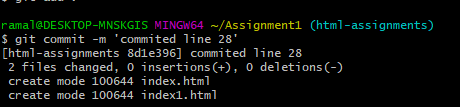 ramal@DESKTOP-MNSKGIS MINGW64 ~/Assignment1 (html-assignments)
$ git commit -m 'commited line 28'
[html-assignments 8d1e396] commited line 28
 2 files changed, 0 insertions(+), 0 deletions(-)
 create mode 100644 index.html
 create mode 100644 index1.html